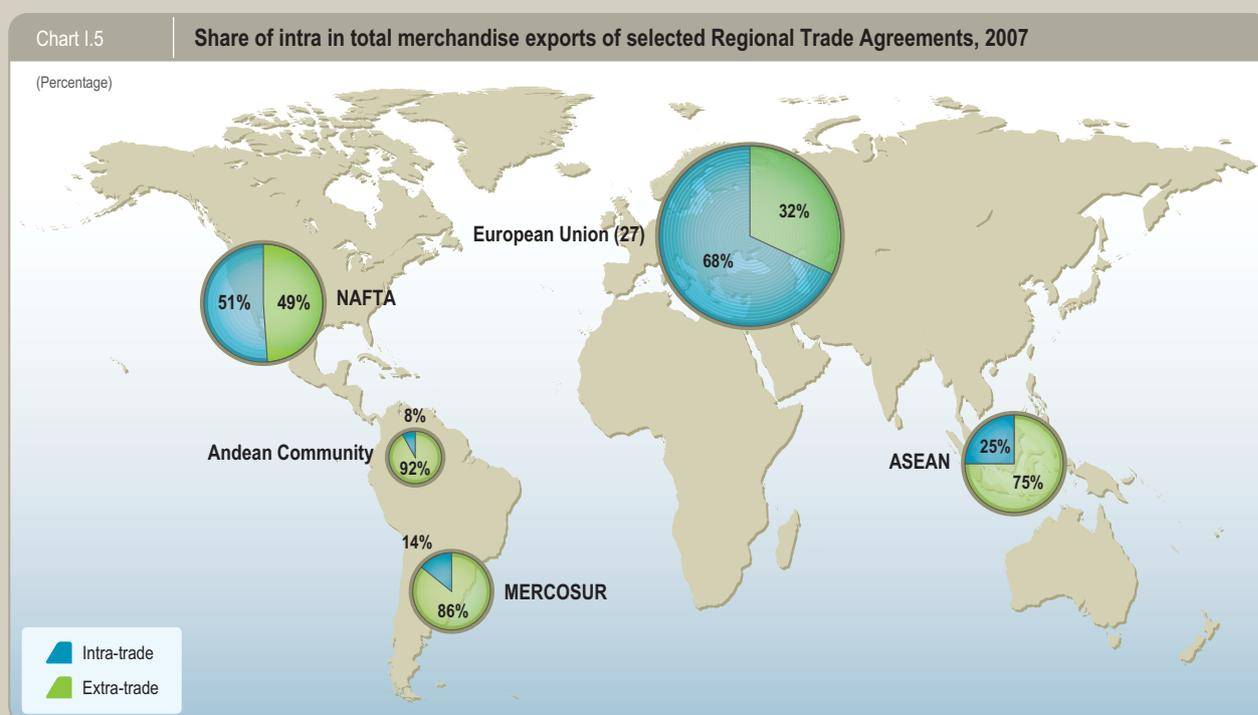 Chart I.5
Share of intra in total merchandise exports of selected Regional Trade Agreements, 2007
(Percentage)
European Union (27)
32%
68%
51%
49%
NAFTA
8%
Andean Community
92%
ASEAN
25%
75%
14%
86%
MERCOSUR
Intra-trade
Extra-trade